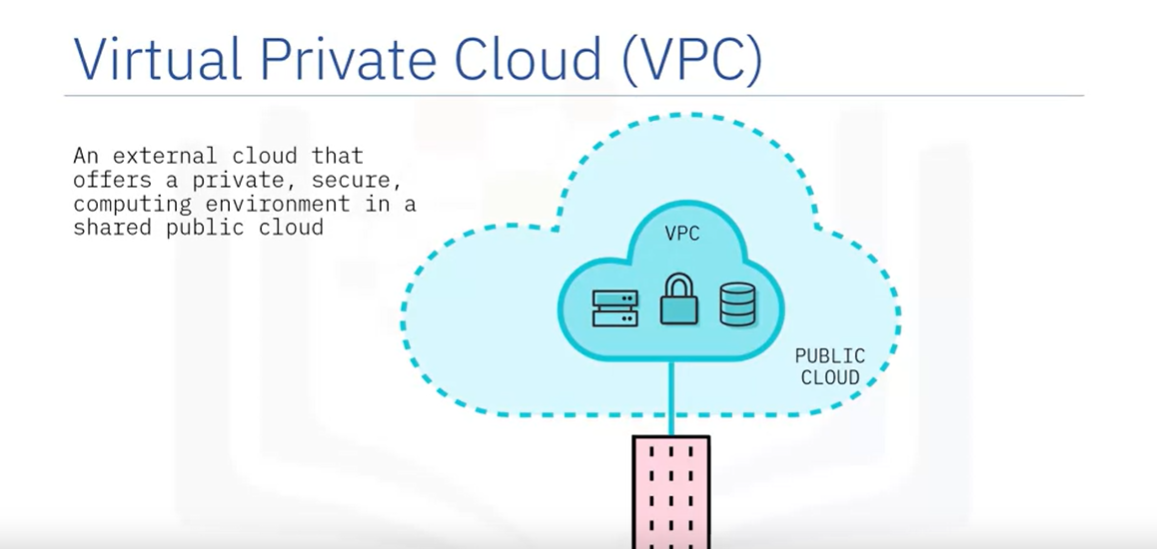 Virtual Private Cloud (VPC)
An external cloud that
offers a private, secure,
computing environment in a
shared public cloud
VPC
PUBLIC
CLOUD